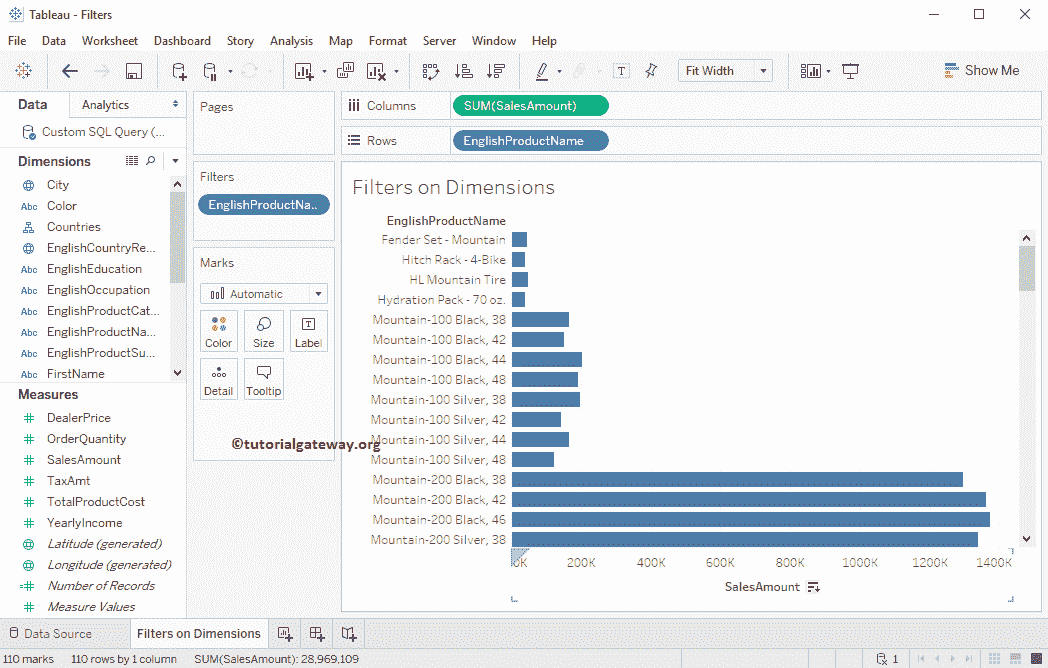 Tableau - Filters
File Data Worksheet Dashboard Story Analysis Map Format Server Window Help
T Fit Width Show Me
Data Analytics
Custom SQL Query (...
Dimensions
City
Abc Color
Countries
EnglishCountryRe...
Abc EnglishEducation
Abc EnglishOccupation
Abc EnglishProductCat...
Abc EnglishProductNa...
Abc EnglishProductSu...
Abc FirstName
Measures
DealerPrice
OrderQuantity
SalesAmount
TaxAmt
TotalProductCost
YearlyIncome
Latitude (generated)
Longitude (generated)
Number of Records
Measure Values
Pages
Filters
EnglishProductNa..
Marks
Automatic
Color Size Label
Detail Tooltip
©tutorialgateway.org
Columns SUM(SalesAmount)
Rows EnglishProductName
Filters on Dimensions
EnglishProductName
Fender Set - Mountain
Hitch Rack - 4-Bike
HL Mountain Tire
Hydration Pack - 70 oz.
Mountain-100 Black, 38
Mountain-100 Black, 42
Mountain-100 Black, 44
Mountain-100 Black, 48
Mountain-100 Silver, 38
Mountain-100 Silver, 42
Mountain-100 Silver, 44
Mountain-100 Silver, 48
Mountain-200 Black, 38
Mountain-200 Black, 42
Mountain-200 Black, 46
Mountain-200 Silver, 38
0K 200K 400K 600K 800K 1000K 1200K 1400K
SalesAmount
Data Source Filters on Dimensions
110 marks 110 rows by 1 column SUM(SalesAmount): 28,969,109 1